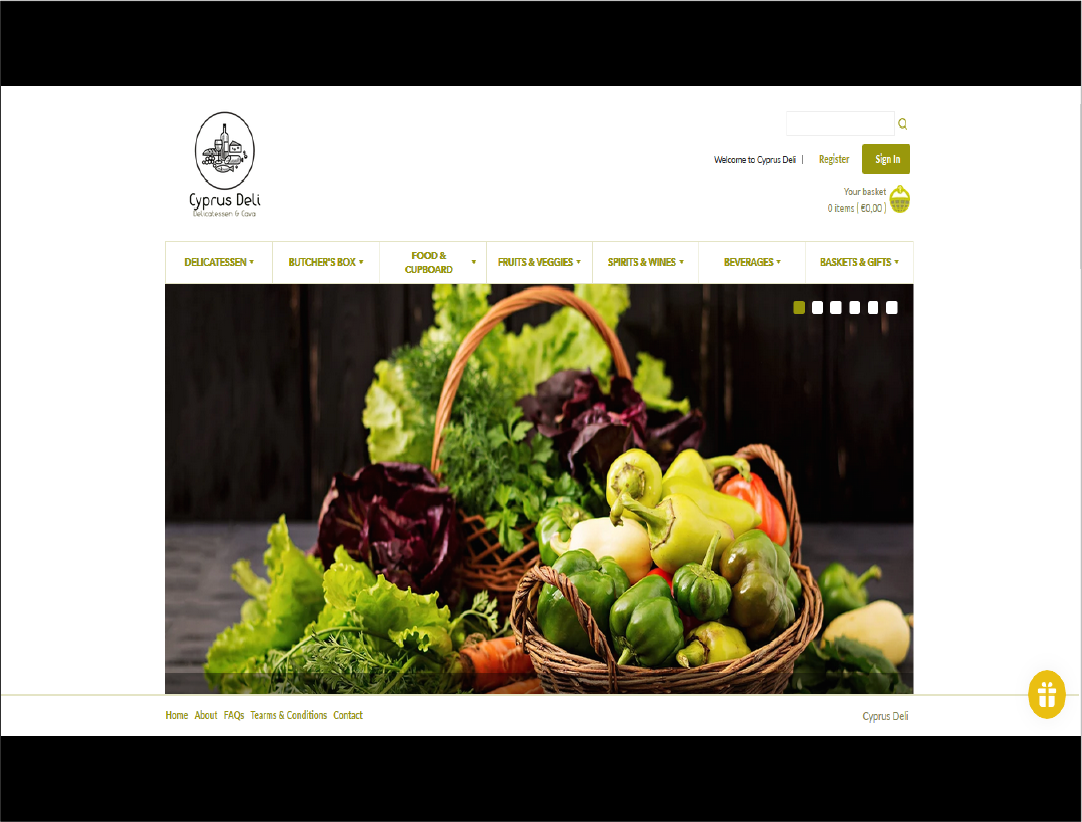 Cyprus Deli
Delicatessen & Cava
Welcome to Cyprus Deli | Register Sign In
Your basket
0 items ( €0,00 )
DELICATESSEN ▾ BUTCHER'S BOX ▾ FOOD & CUPBOARD ▾ FRUITS & VEGGIES ▾ SPIRITS & WINES ▾ BEVERAGES ▾ BASKETS & GIFTS ▾
Home About FAQs Tearms & Conditions Contact
Cyprus Deli